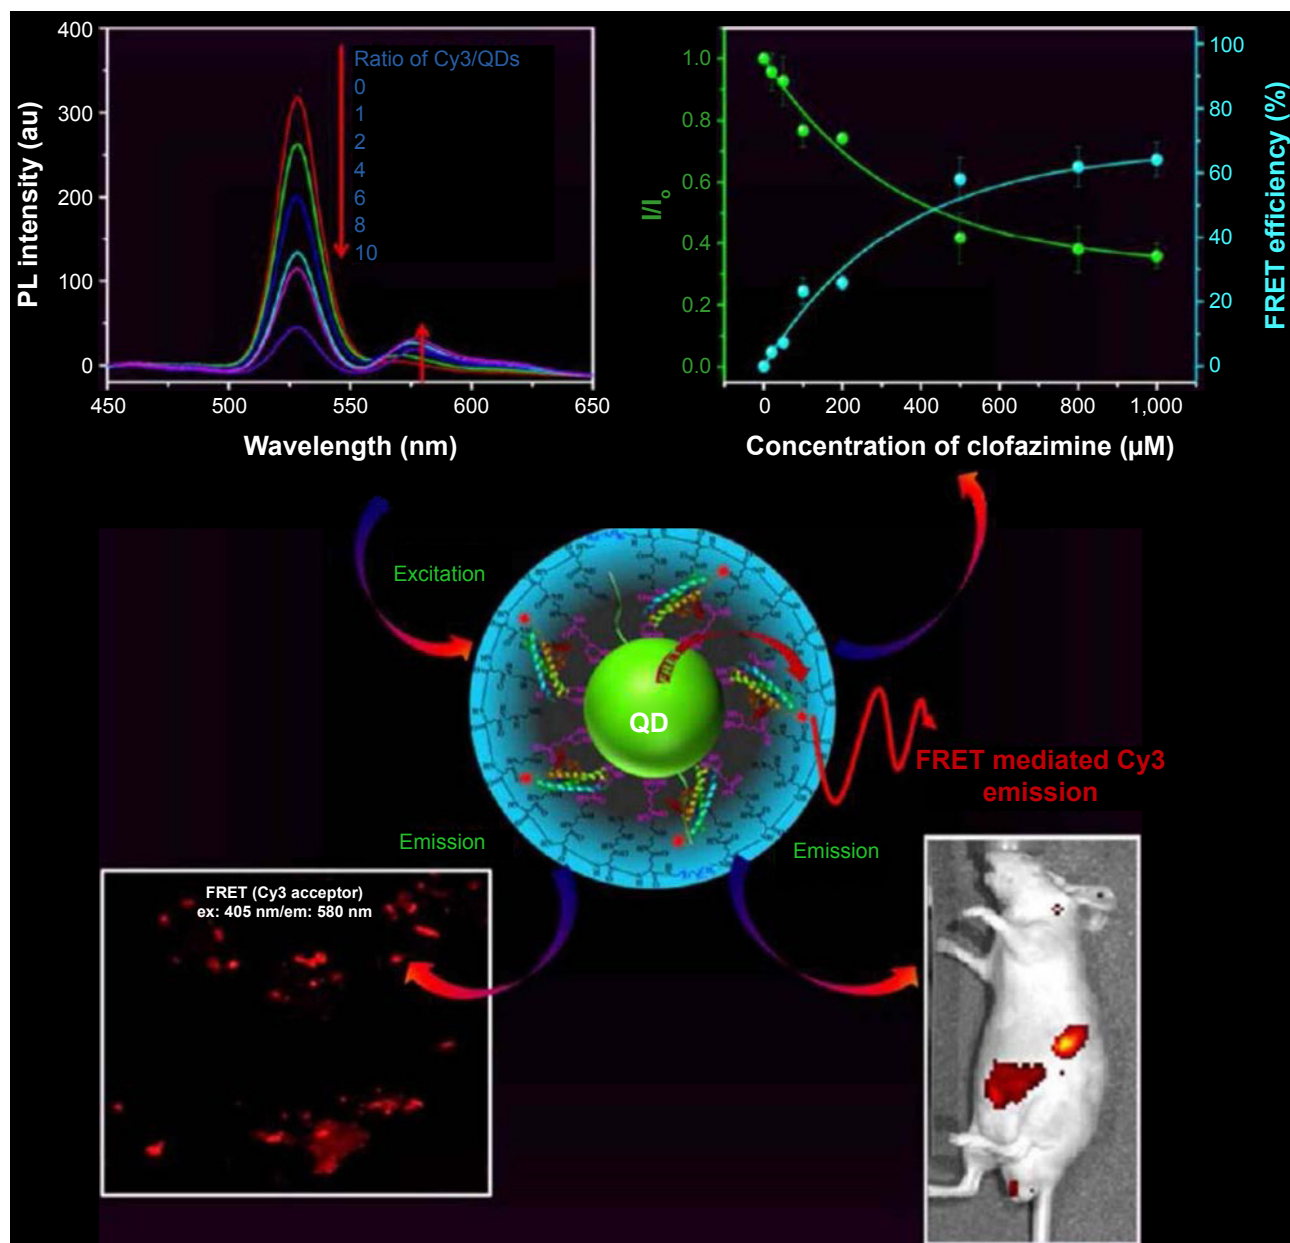 400
300
200
100
0
PL intensity (au)
Ratio of Cy3/QDs
0
1
2
4
6
8
10
450
500
550
600
650
Wavelength (nm)
1.0
0.8
0.6
0.4
0.2
0.0
I/Io
100
80
60
40
20
0
FRET efficiency (%)
0
200
400
600
800
1,000
Concentration of clofazimine (µM)
Excitation
FRET
QD
FRET mediated Cy3
emission
Emission
Emission
FRET (Cy3 acceptor)
ex: 405 nm/em: 580 nm